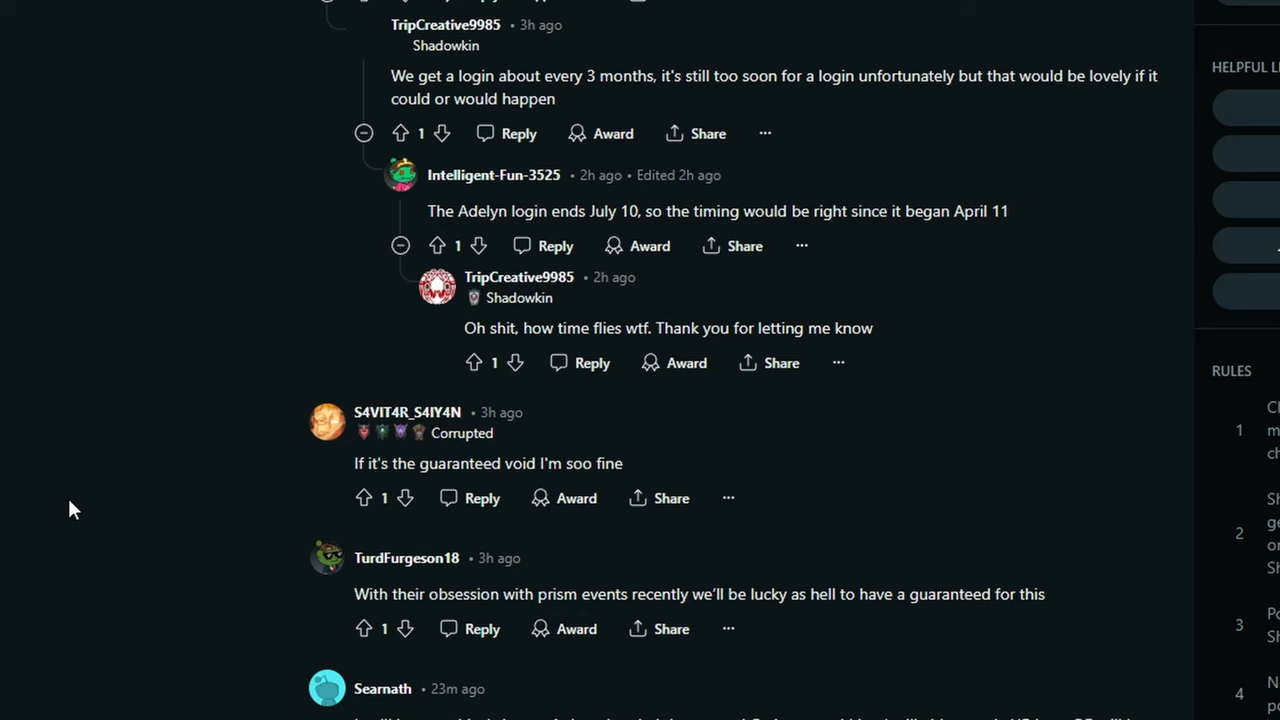 TripCreative9985 • 3h ago
Shadowkin
We get a login about every 3 months, it's still too soon for a login unfortunately but that would be lovely if it
could or would happen
1 Reply Award Share
Intelligent-Fun-3525 • 2h ago • Edited 2h ago
The Adelyn login ends July 10, so the timing would be right since it began April 11
1 Reply Award Share
TripCreative9985 • 2h ago
Shadowkin
Oh shit, how time flies wtf. Thank you for letting me know
1 Reply Award Share
S4VIT4R_S4IY4N • 3h ago
Corrupted
If it's the guaranteed void I'm soo fine
1 Reply Award Share
TurdFurgeson18 • 3h ago
With their obsession with prism events recently we'll be lucky as hell to have a guaranteed for this
1 Reply Award Share
Searnath • 23m ago
HELPFUL
RULES
1
2
3
4